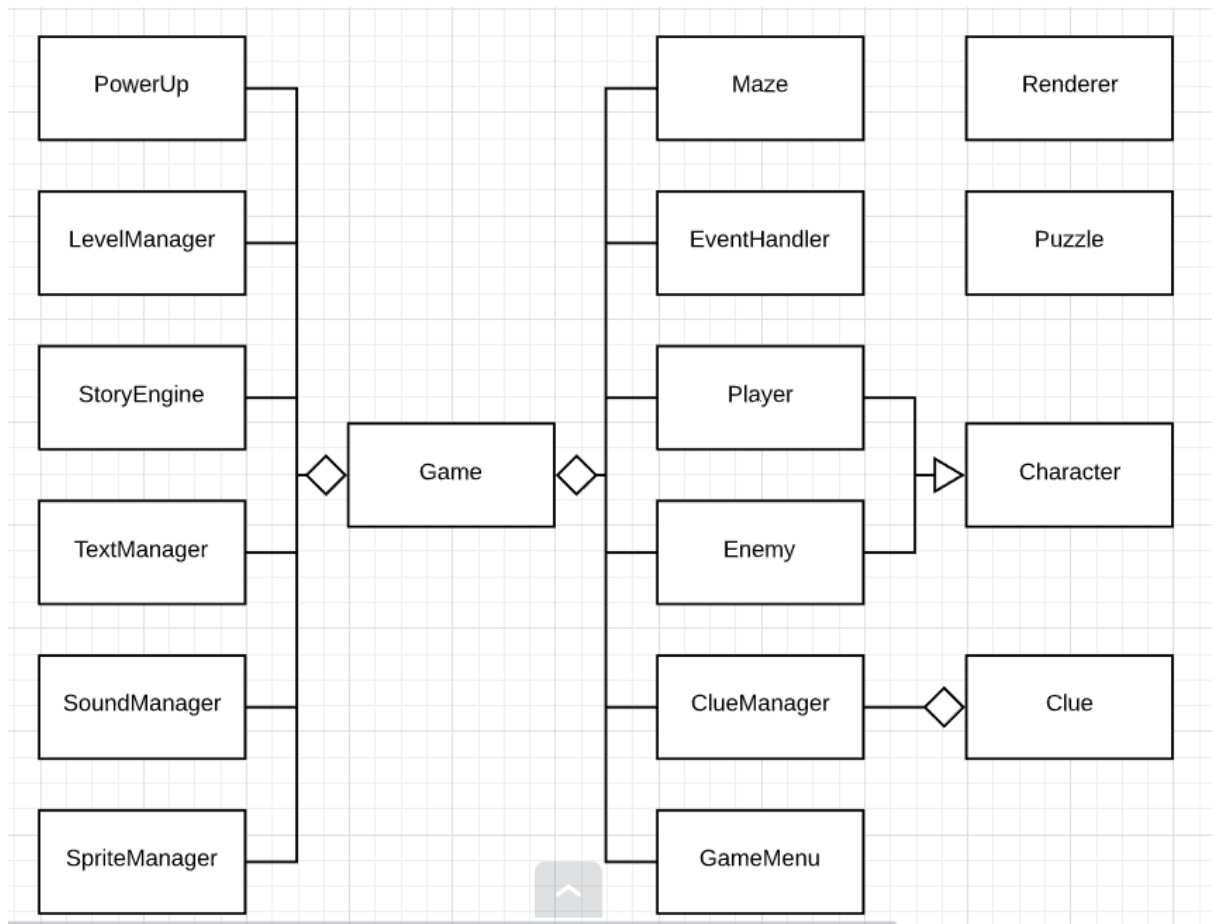 PowerUp
Maze
Renderer
LevelManager
EventHandler
Puzzle
StoryEngine
Player
Game
Character
TextManager
Enemy
SoundManager
ClueManager
Clue
SpriteManager
GameMenu